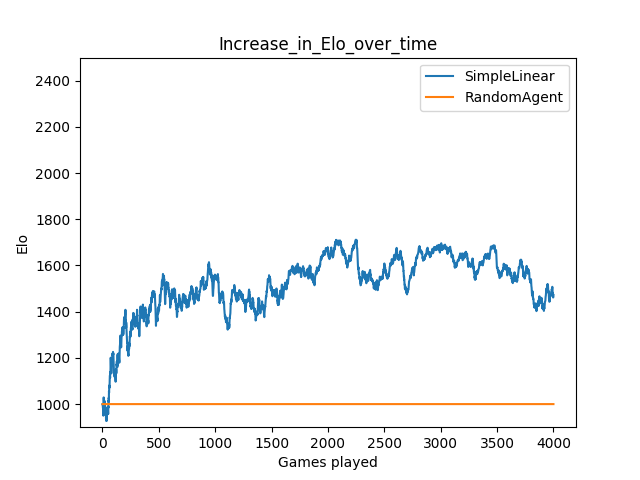 Increase_in_Elo_over_time
SimpleLinear
RandomAgent
2400
2200
2000
1800
1600
1400
1200
1000
Elo
0 500 1000 1500 2000 2500 3000 3500 4000
Games played